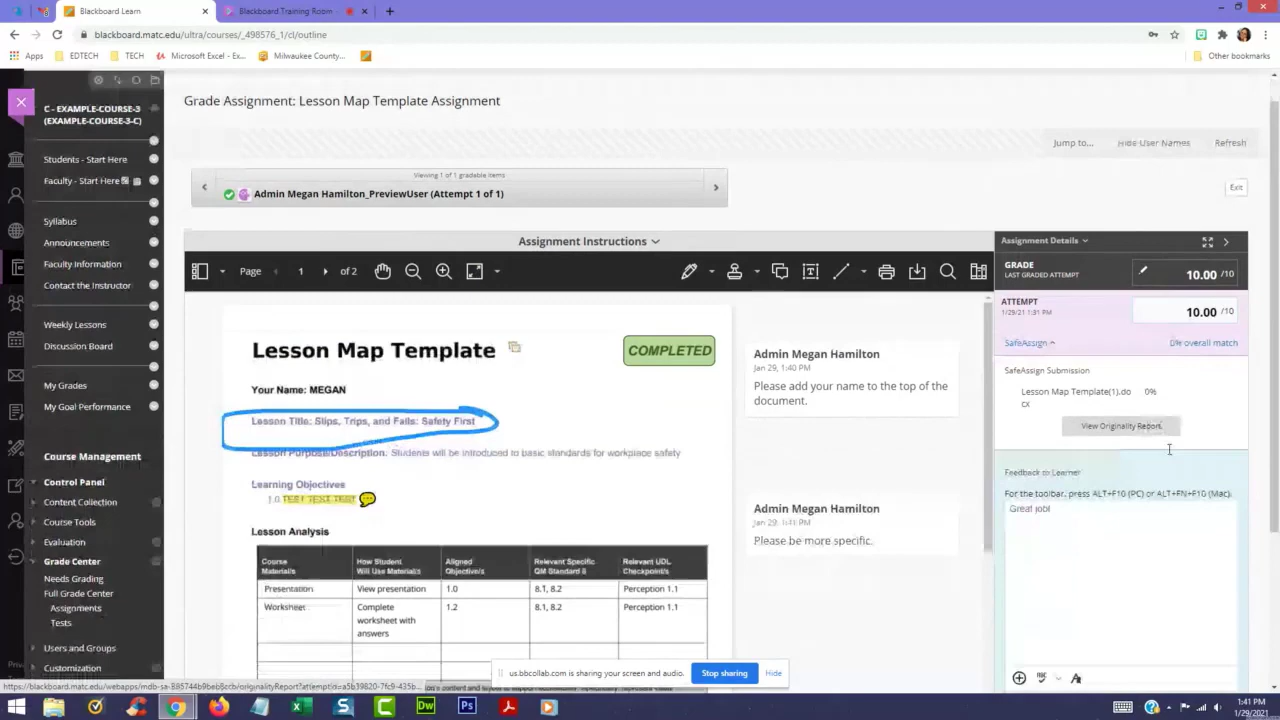 Blackboard Learn
Blackboard Training Room
blackboard.matc.edu/ultra/courses/_498576_1/cl/outline
Apps
EDTECH
TECH
Microsoft Excel - Ex...
Milwaukee County...
Other bookmarks
C - EXAMPLE-COURSE-3
(EXAMPLE-COURSE-3-C)
Students - Start Here
Faculty - Start Here
Syllabus
Announcements
Faculty Information
Contact the Instructor
Weekly Lessons
Discussion Board
My Grades
My Goal Performance
Course Management
Control Panel
Content Collection
Course Tools
Evaluation
Grade Center
Needs Grading
Full Grade Center
Assignments
Tests
Users and Groups
Customization
Grade Assignment: Lesson Map Template Assignment
Jump to...
Hide User Names
Refresh
Viewing 1 of 1 gradable items
Admin Megan Hamilton_PreviewUser (Attempt 1 of 1)
Exit
Assignment Instructions
Page
1
of 2
Lesson Map Template
COMPLETED
Your Name: MEGAN
Lesson Title: Slips, Trips, and Falls: Safety First
Lesson Purpose Description. Students will be introduced to basic standards for workplace safety
Learning Objectives
1.0 TEST TEST TEST
Lesson Analysis
Course Material/s
How Student Will Use Material/s
Aligned Objective/s
Relevant Specific QM Standard/s
Relevant UDL Checkpoint/s
Presentation
View presentation
1.0
8.1, 8.2
Perception 1.1
Worksheet
Complete worksheet with answers
1.2
8.1, 8.2
Perception 1.1
Admin Megan Hamilton
Jan 29, 1:40 PM
Please add your name to the top of the
document.
Admin Megan Hamilton
Jan 29, 1:41 PM
Please be more specific.
Assignment Details
GRADE
LAST GRADED ATTEMPT
10.00 /10
ATTEMPT
1/29/21 1:31 PM
10.00 /10
SafeAssign
0% overall match
SafeAssign Submission
Lesson Map Template(1).do
cx
0%
View Originality Report
Feedback to Learner
For the toolbar, press ALT+F10 (PC) or ALT+FN+F10 (Mac).
Great job!
us.bbcollab.com is sharing your screen and audio.
Stop sharing
Hide
1:41 PM
1/29/2021